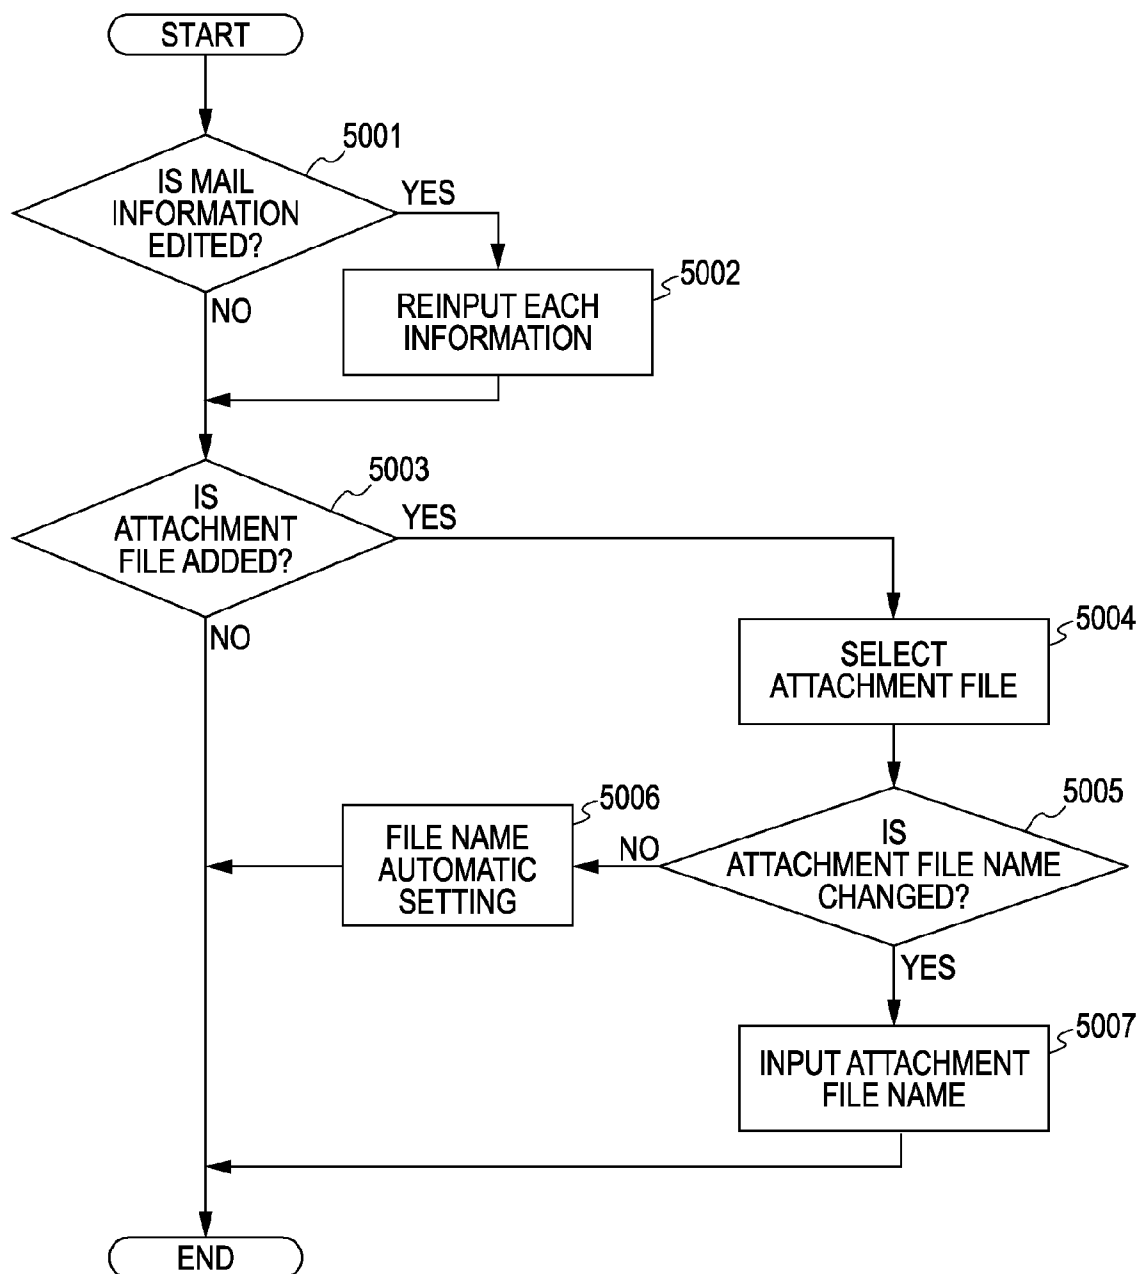 START
5001
IS MAIL
INFORMATION
EDITED?
YES
NO
5002
REINPUT EACH
INFORMATION
5003
IS
ATTACHMENT
FILE ADDED?
YES
NO
5004
SELECT
ATTACHMENT FILE
5005
IS
ATTACHMENT FILE NAME
CHANGED?
NO
5006
FILE NAME
AUTOMATIC
SETTING
YES
5007
INPUT ATTACHMENT
FILE NAME
END